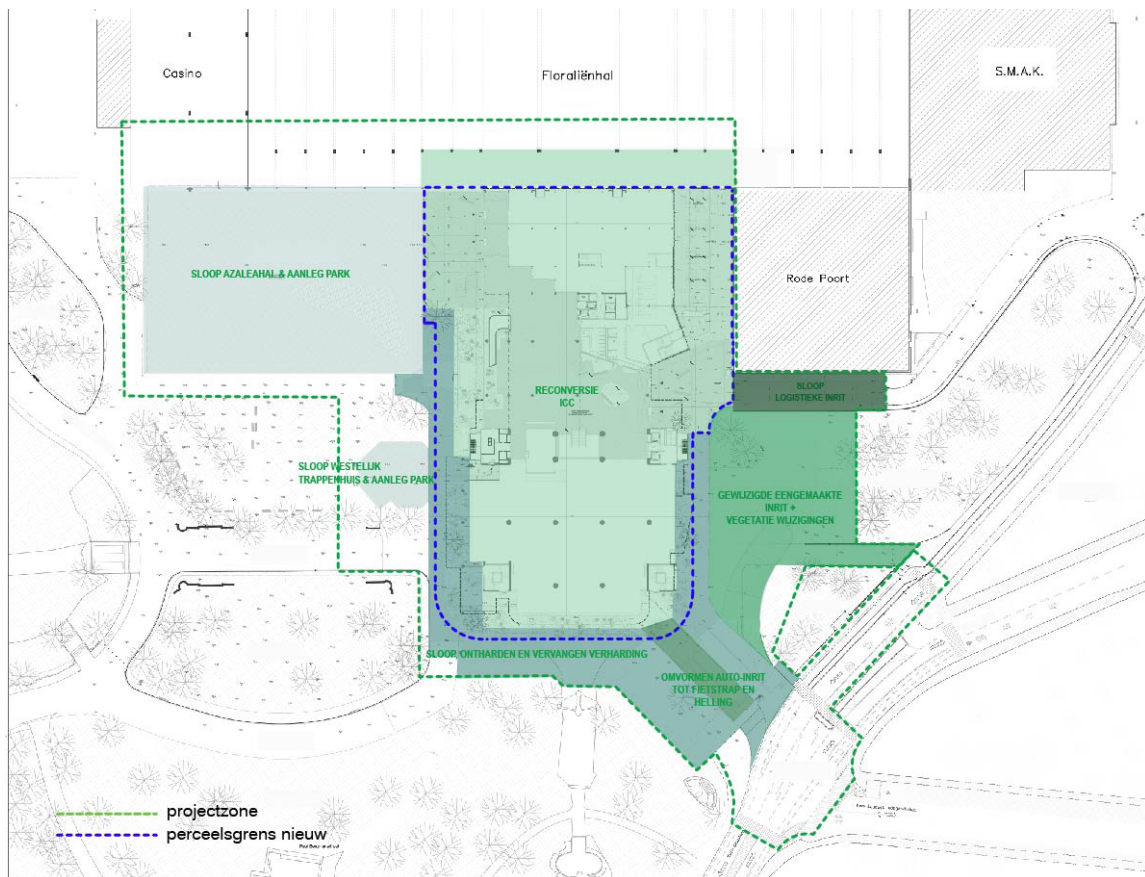 Casino
Floraliënhal
S.M.A.K.
SLOOP AZALEAHAL & AANLEG PARK
Rode Poort
RECONVERSIE
ICC
SLOOP
LOGISTIEKE INRIT
SLOOP WESTELIJK
TRAPPENHUIS & AANLEG PARK
GEWIJZIGDE EENGEMAAKTE
INRIT +
VEGETATIE WIJZIGINGEN
SLOOP, ONTHARDEN EN VERVANGEN VERHARDING
OMVORMEN AUTO-INRIT
TOT FIETSTRAP EN
HELLING
projectzone
perceelsgrens nieuw